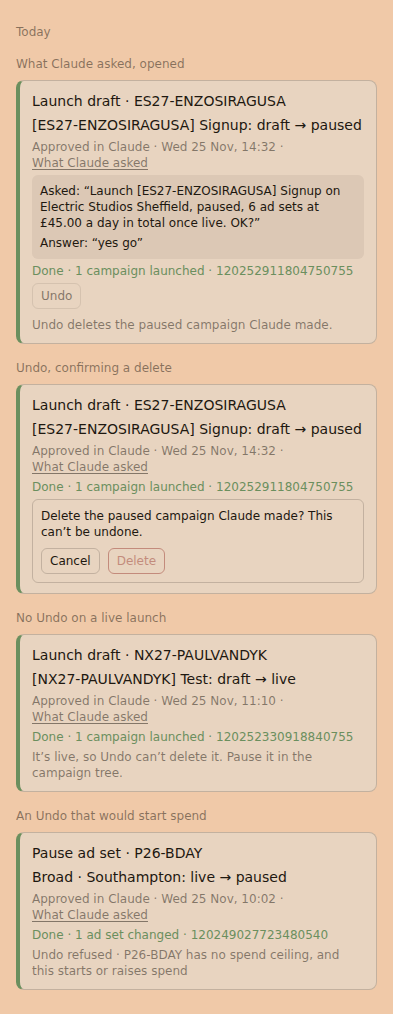 Today
What Claude asked, opened
Launch draft · ES27-ENZOSIRAGUSA
[ES27-ENZOSIRAGUSA] Signup: draft → paused
Approved in Claude · Wed 25 Nov, 14:32 ·
What Claude asked
Asked: “Launch [ES27-ENZOSIRAGUSA] Signup on
Electric Studios Sheffield, paused, 6 ad sets at
£45.00 a day in total once live. OK?”
Answer: “yes go”
Done · 1 campaign launched · 120252911804750755
Undo
Undo deletes the paused campaign Claude made.
Undo, confirming a delete
Launch draft · ES27-ENZOSIRAGUSA
[ES27-ENZOSIRAGUSA] Signup: draft → paused
Approved in Claude · Wed 25 Nov, 14:32 ·
What Claude asked
Done · 1 campaign launched · 120252911804750755
Delete the paused campaign Claude made? This
can’t be undone.
Cancel Delete
No Undo on a live launch
Launch draft · NX27-PAULVANDYK
[NX27-PAULVANDYK] Test: draft → live
Approved in Claude · Wed 25 Nov, 11:10 ·
What Claude asked
Done · 1 campaign launched · 120252330918840755
It’s live, so Undo can’t delete it. Pause it in the
campaign tree.
An Undo that would start spend
Pause ad set · P26-BDAY
Broad · Southampton: live → paused
Approved in Claude · Wed 25 Nov, 10:02 ·
What Claude asked
Done · 1 ad set changed · 120249027723480540
Undo refused · P26-BDAY has no spend ceiling, and
this starts or raises spend